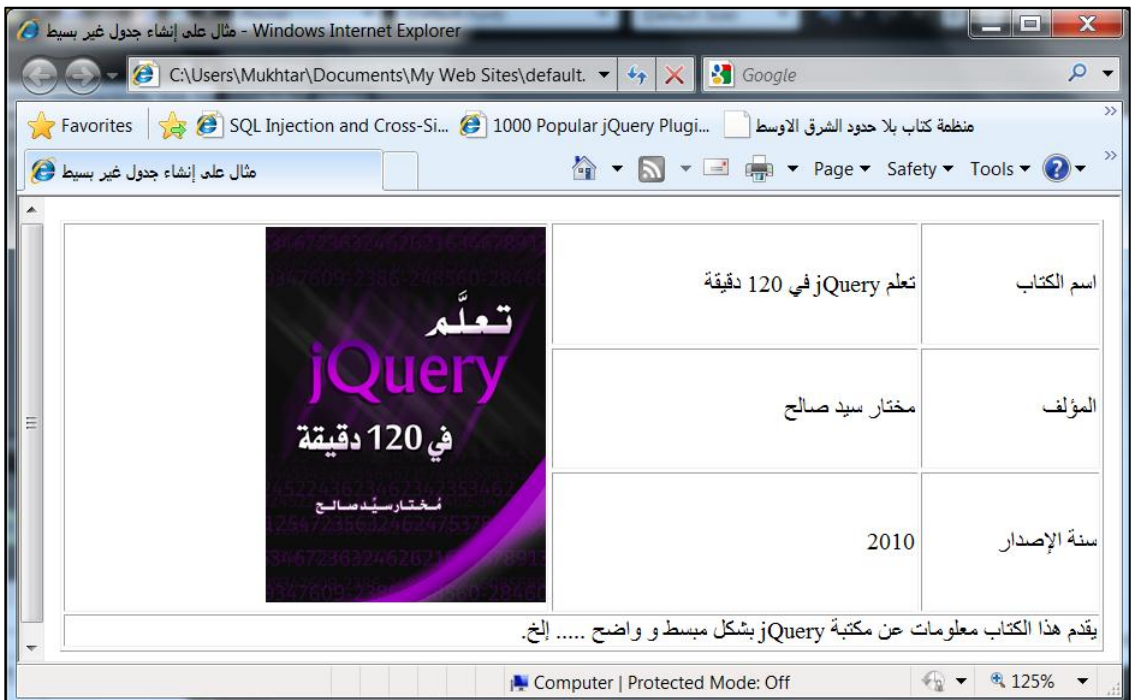 مثال على إنشاء جدول غير بسيط - Windows Internet Explorer
C:\Users\Mukhtar\Documents\My Web Sites\default.
Google
Favorites SQL Injection and Cross-Si... 1000 Popular jQuery Plugi... منظمة كتاب بلا حدود الشرق الاوسط
مثال على إنشاء جدول غير بسيط Page Safety Tools
اسم الكتاب
تعلم jQuery في 120 دقيقة
تعلَّم
jQuery
في 120 دقيقة
مُختار سيِّد صالح
المؤلف
مختار سيد صالح
سنة الإصدار
2010
يقدم هذا الكتاب معلومات عن مكتبة jQuery بشكل مبسط و واضح ..... إلخ.
Computer | Protected Mode: Off
125%